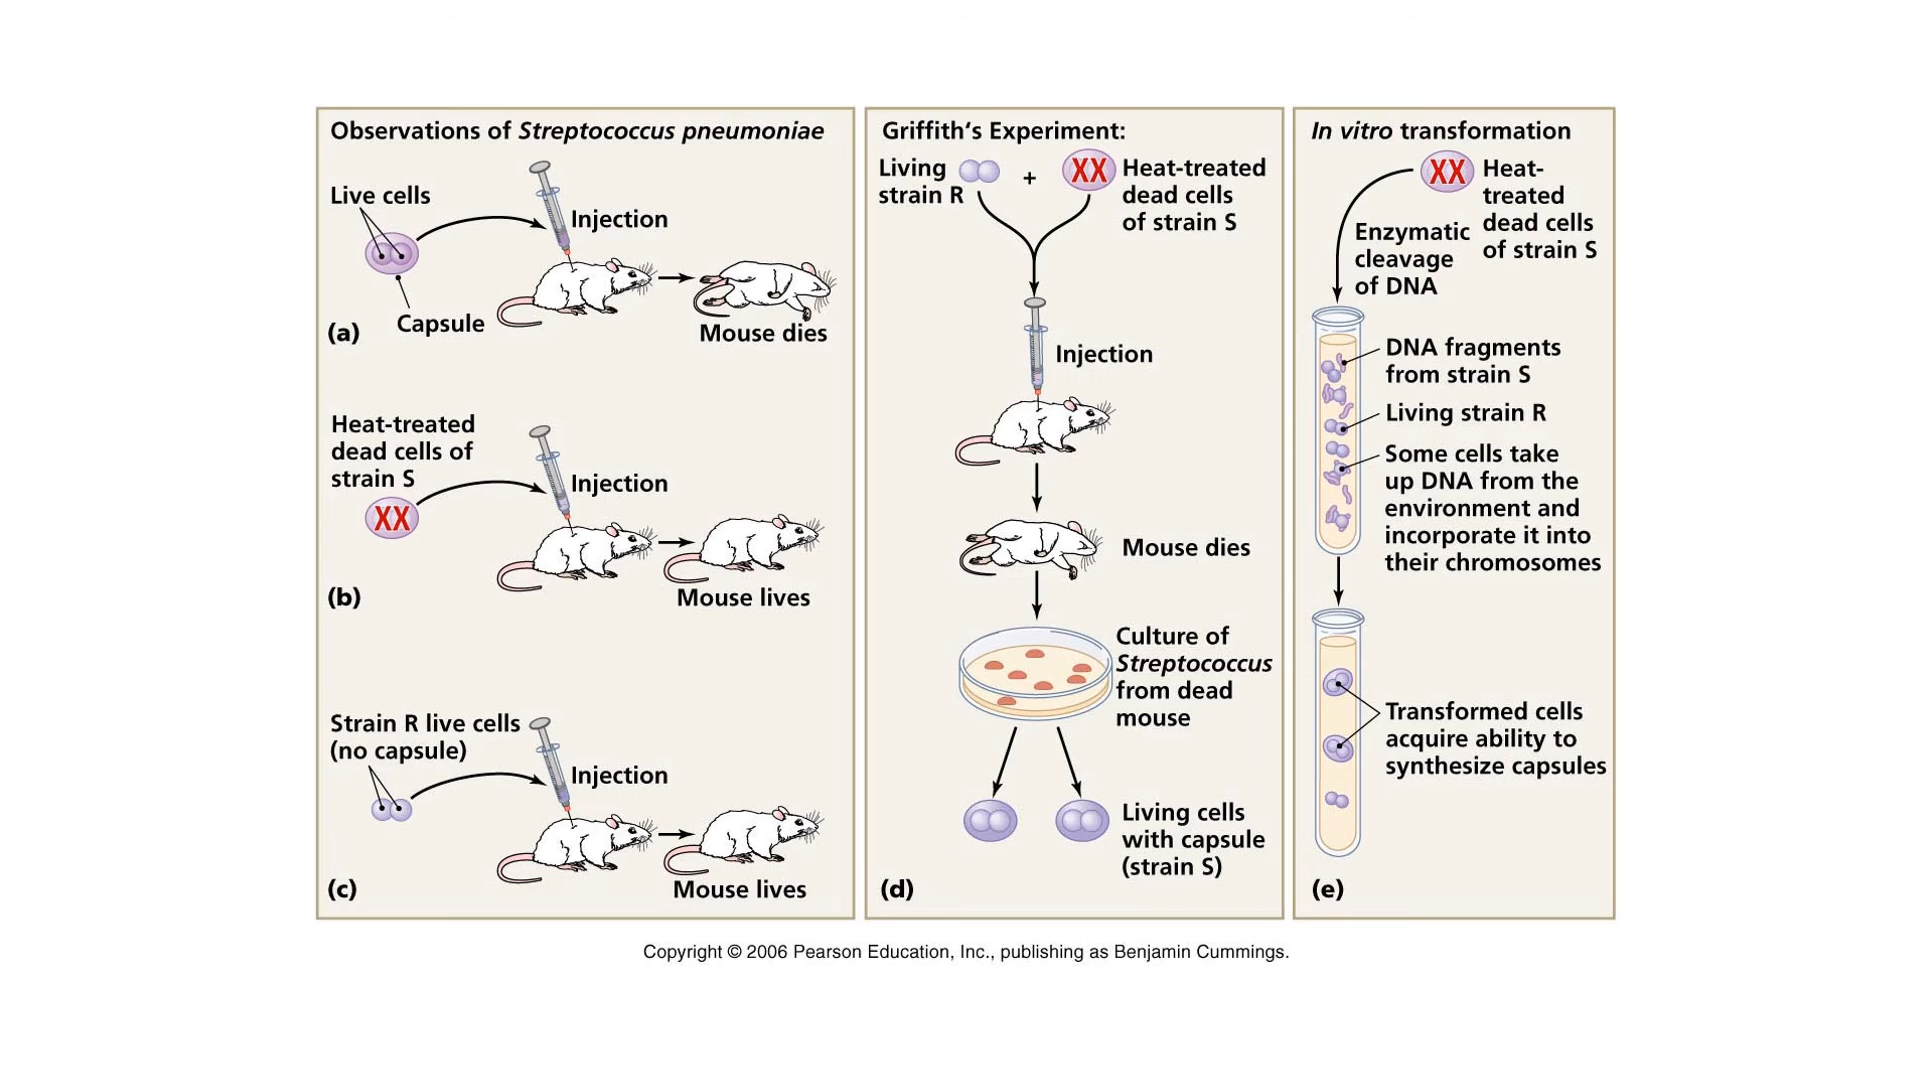 Observations of Streptococcus pneumoniae
Live cells
Injection
Capsule
Mouse dies
(a)
Heat-treated
dead cells of
strain S
XX
Injection
Mouse lives
(b)
Strain R live cells
(no capsule)
Injection
Mouse lives
(c)
Griffith‘s Experiment:
Living
strain R
+
XX
Heat-treated
dead cells
of strain S
Injection
Mouse dies
Culture of
Streptococcus
from dead
mouse
Living cells
with capsule
(strain S)
(d)
In vitro transformation
XX
Heat-
treated
dead cells
of strain S
Enzymatic
cleavage
of DNA
DNA fragments
from strain S
Living strain R
Some cells take
up DNA from the
environment and
incorporate it into
their chromosomes
Transformed cells
acquire ability to
synthesize capsules
(e)
Copyright © 2006 Pearson Education, Inc., publishing as Benjamin Cummings.